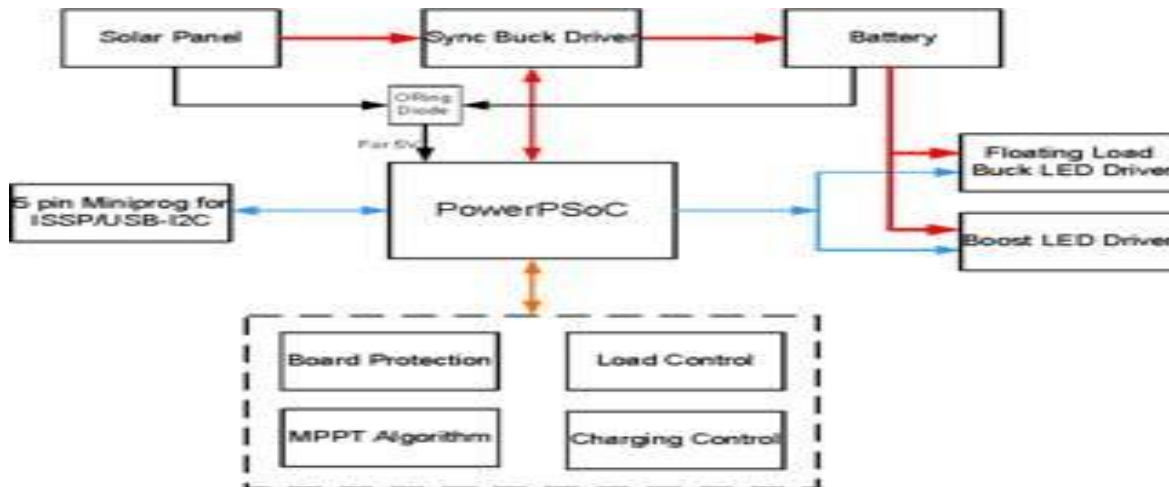 Solar Panel
Sync Buck Driver
Battery
ORing
Diode
For 5V
Floating Load
Buck LED Driver
5 pin Miniprog for
ISSP/USB-I2C
PowerPSoC
Boost LED Driver
Board Protection
Load Control
MPPT Algorithm
Charging Control